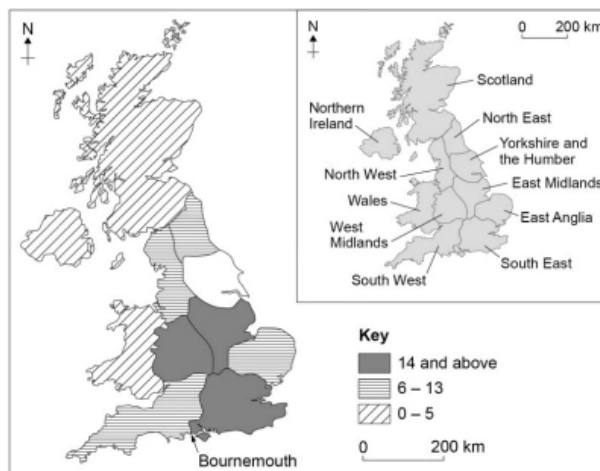 N
0 200 km
N
Scotland
Northern
Ireland
North East
Yorkshire and
the Humber
North West
East Midlands
Wales
East Anglia
West
Midlands
South East
South West
Key
14 and above
6 – 13
0 – 5
Bournemouth
0 200 km